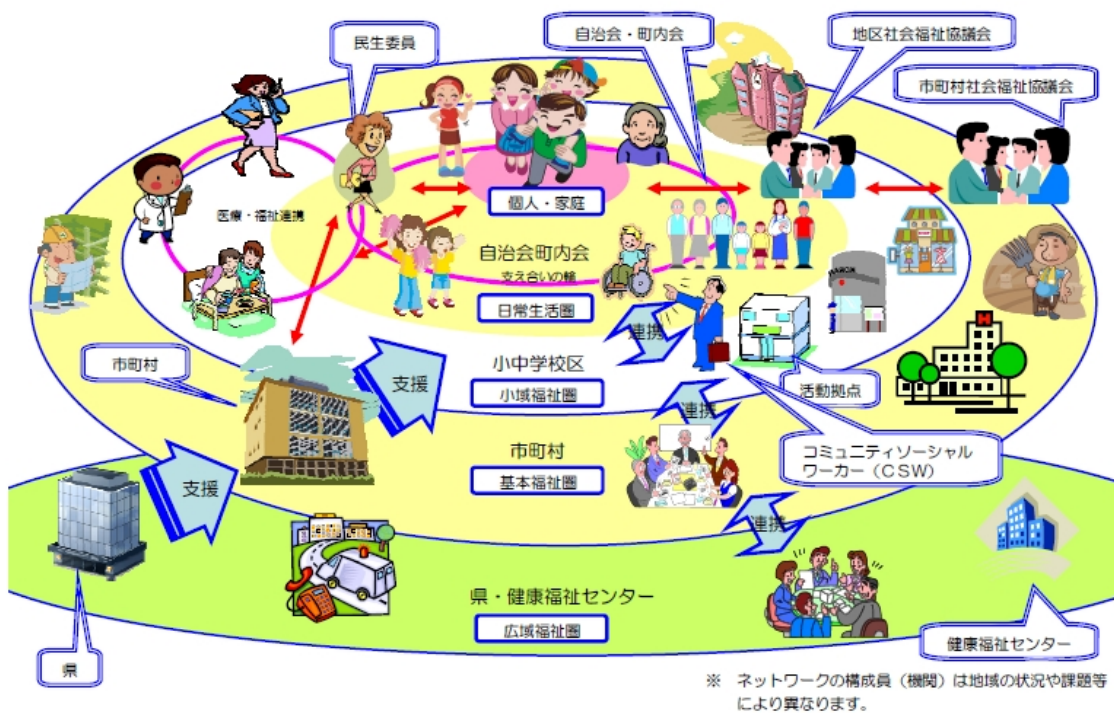 民生委員
自治会・町内会
地区社会福祉協議会
市町村社会福祉協議会
医療・福祉連携
個人・家庭
自治会町内会
支え合いの輪
日常生活圏
連携
市町村
支援
小中学校区
小域福祉圏
活動拠点
連携
コミュニティソーシャル
ワーカー(CSW)
市町村
基本福祉圏
支援
連携
県・健康福祉センター
広域福祉圏
県
健康福祉センター
H
※ ネットワークの構成員(機関)は地域の状況や課題等
により異なります。